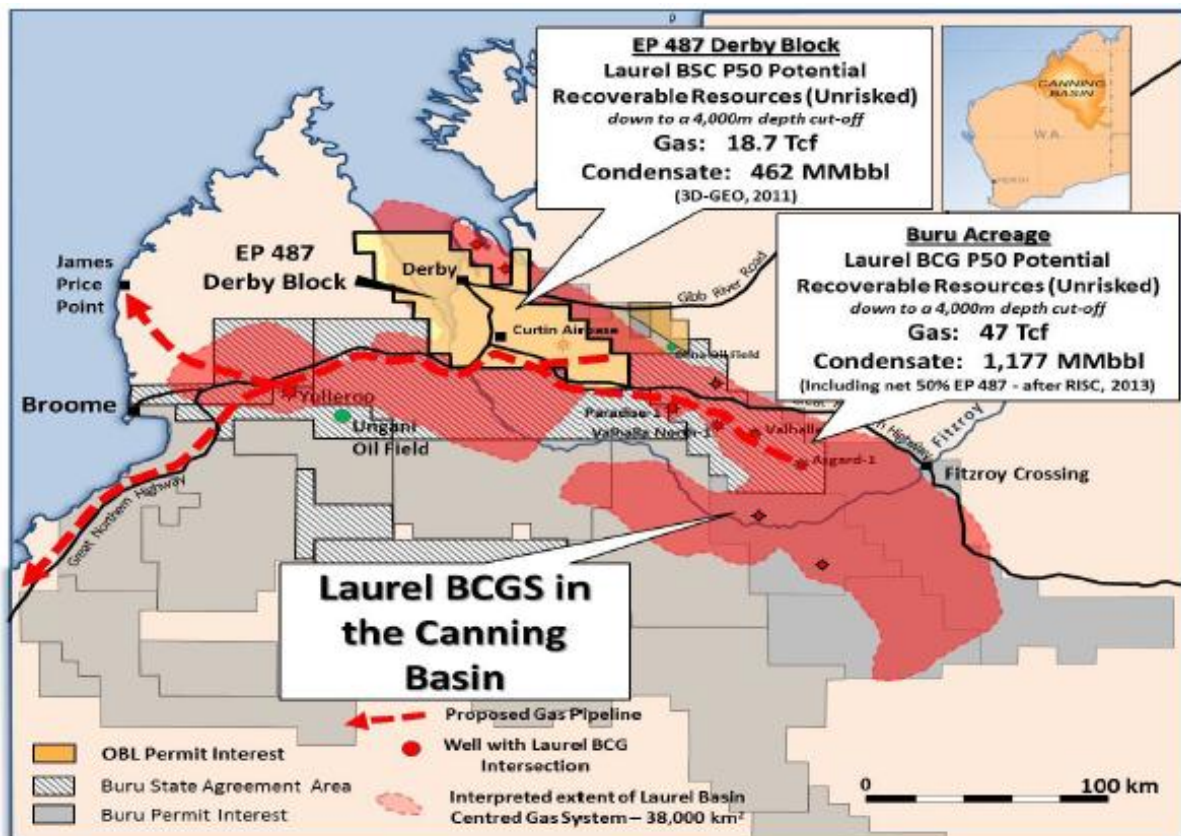 EP 487 Derby Block
Laurel BSC P50 Potential
Recoverable Resources (Unrisked)
down to a 4,000m depth cut-off
Gas: 18.7 Tcf
Condensate: 462 MMbbl
(3D-GEO, 2011)
CANNING
BASIN
W.A.
PERTH
Buru Acreage
Laurel BCG P50 Potential
Recoverable Resources (Unrisked)
down to a 4,000m depth cut-off
Gas: 47 Tcf
Condensate: 1,177 MMbbl
(Including net 50% EP 487 - after RISC, 2013)
EP 487
Derby Block
Derby
James
Price
Point
Gibb River Road
Curtin Airbase
Oil Field
Broome
Yulleroo
Ungani
Oil Field
Paradise-1
Valhalla North-1
Valhalla
Asgard-1
Great
Highway
Fitzroy
Fitzroy Crossing
Great Northern Highway
Laurel BCGS in
the Canning
Basin
Proposed Gas Pipeline
Well with Laurel BCG
Intersection
Interpreted extent of Laurel Basin
Centred Gas System – 38,000 km²
OBL Permit Interest
Buru State Agreement Area
Buru Permit Interest
0 100 km